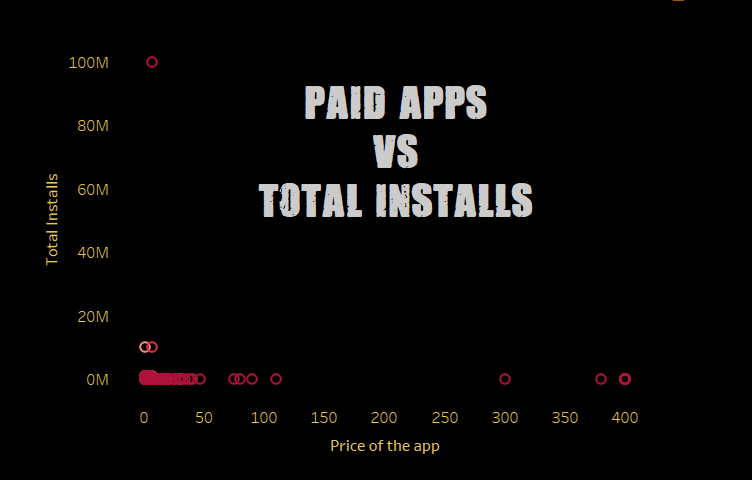 PAID APPS
VS
TOTAL INSTALLS
Total Installs
100M
80M
60M
40M
20M
0M
0 50 100 150 200 250 300 350 400
Price of the app